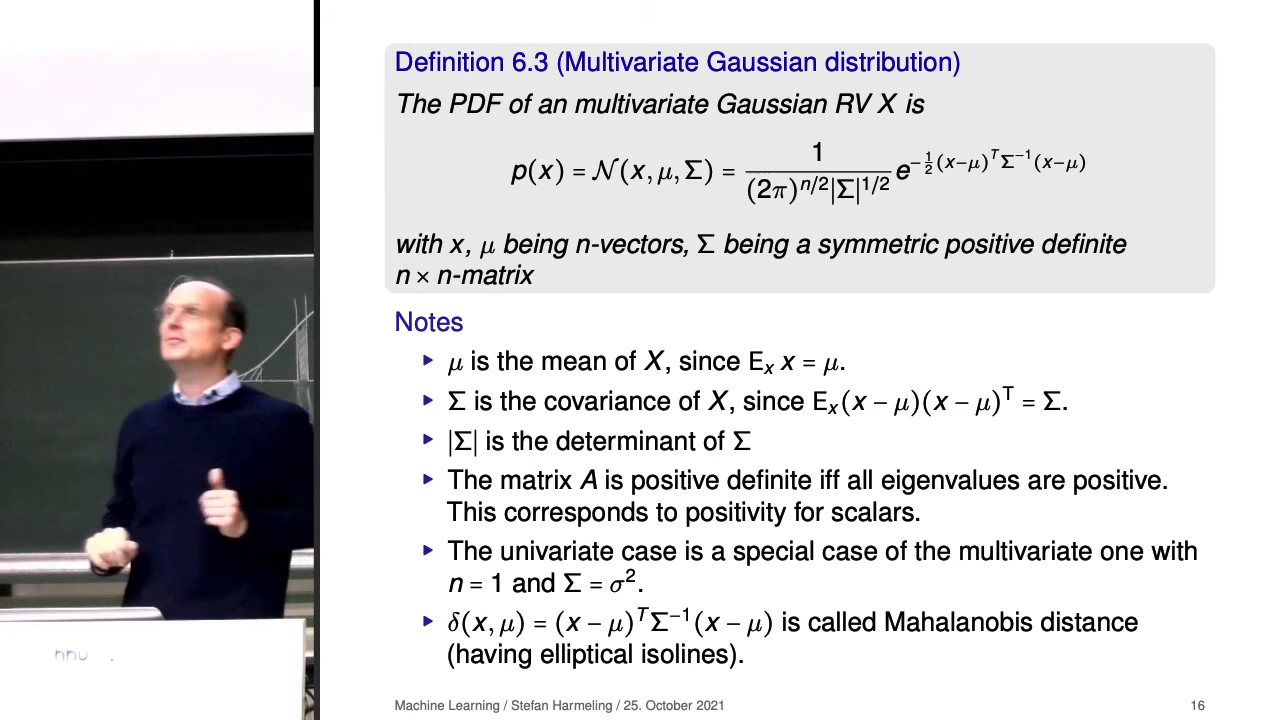 Definition 6.3 (Multivariate Gaussian distribution)
The PDF of an multivariate Gaussian RV X is
p(x) = 𝒩(x, μ, Σ) = 1 / ((2π)^{n/2}|Σ|^{1/2}) e^{-½(x−μ)^T Σ^{−1}(x−μ)}
with x, μ being n-vectors, Σ being a symmetric positive definite
n × n-matrix
Notes
▸ μ is the mean of X, since E_x x = μ.
▸ Σ is the covariance of X, since E_x(x − μ)(x − μ)^T = Σ.
▸ |Σ| is the determinant of Σ
▸ The matrix A is positive definite iff all eigenvalues are positive.
This corresponds to positivity for scalars.
▸ The univariate case is a special case of the multivariate one with
n = 1 and Σ = σ².
▸ δ(x, μ) = (x − μ)^T Σ^{−1}(x − μ) is called Mahalanobis distance
(having elliptical isolines).
hhu
Machine Learning / Stefan Harmeling / 25. October 2021
16